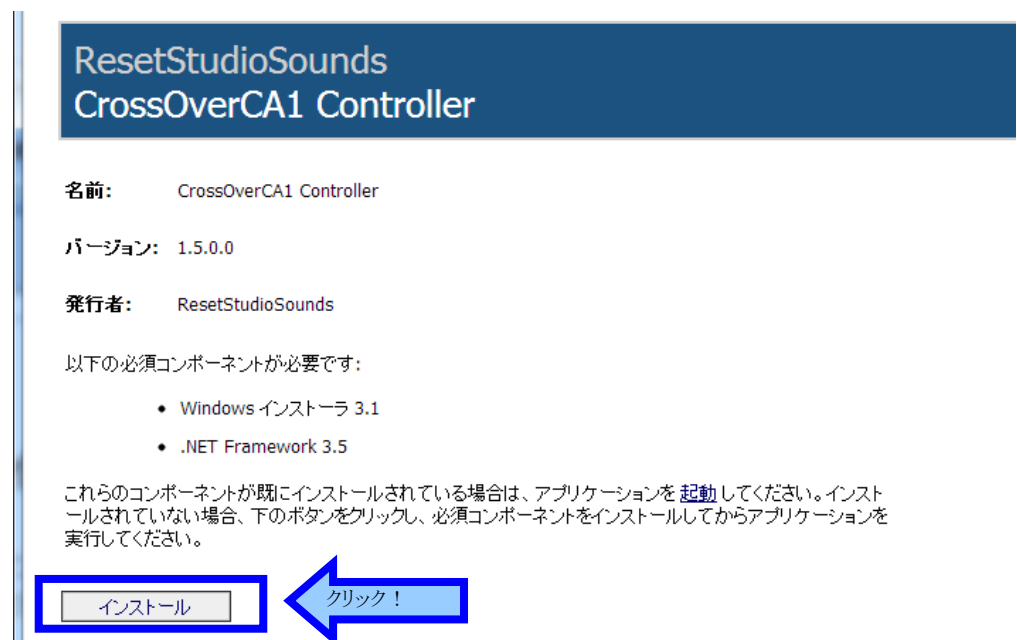 ResetStudioSounds
CrossOverCA1 Controller
名前: CrossOverCA1 Controller
バージョン: 1.5.0.0
発行者: ResetStudioSounds
以下の必須コンポーネントが必要です:
• Windows インストーラ 3.1
• .NET Framework 3.5
これらのコンポーネントが既にインストールされている場合は、アプリケーションを 起動 してください。インスト
ールされていない場合、下のボタンをクリックし、必須コンポーネントをインストールしてからアプリケーションを
実行してください。
インストール
クリック！